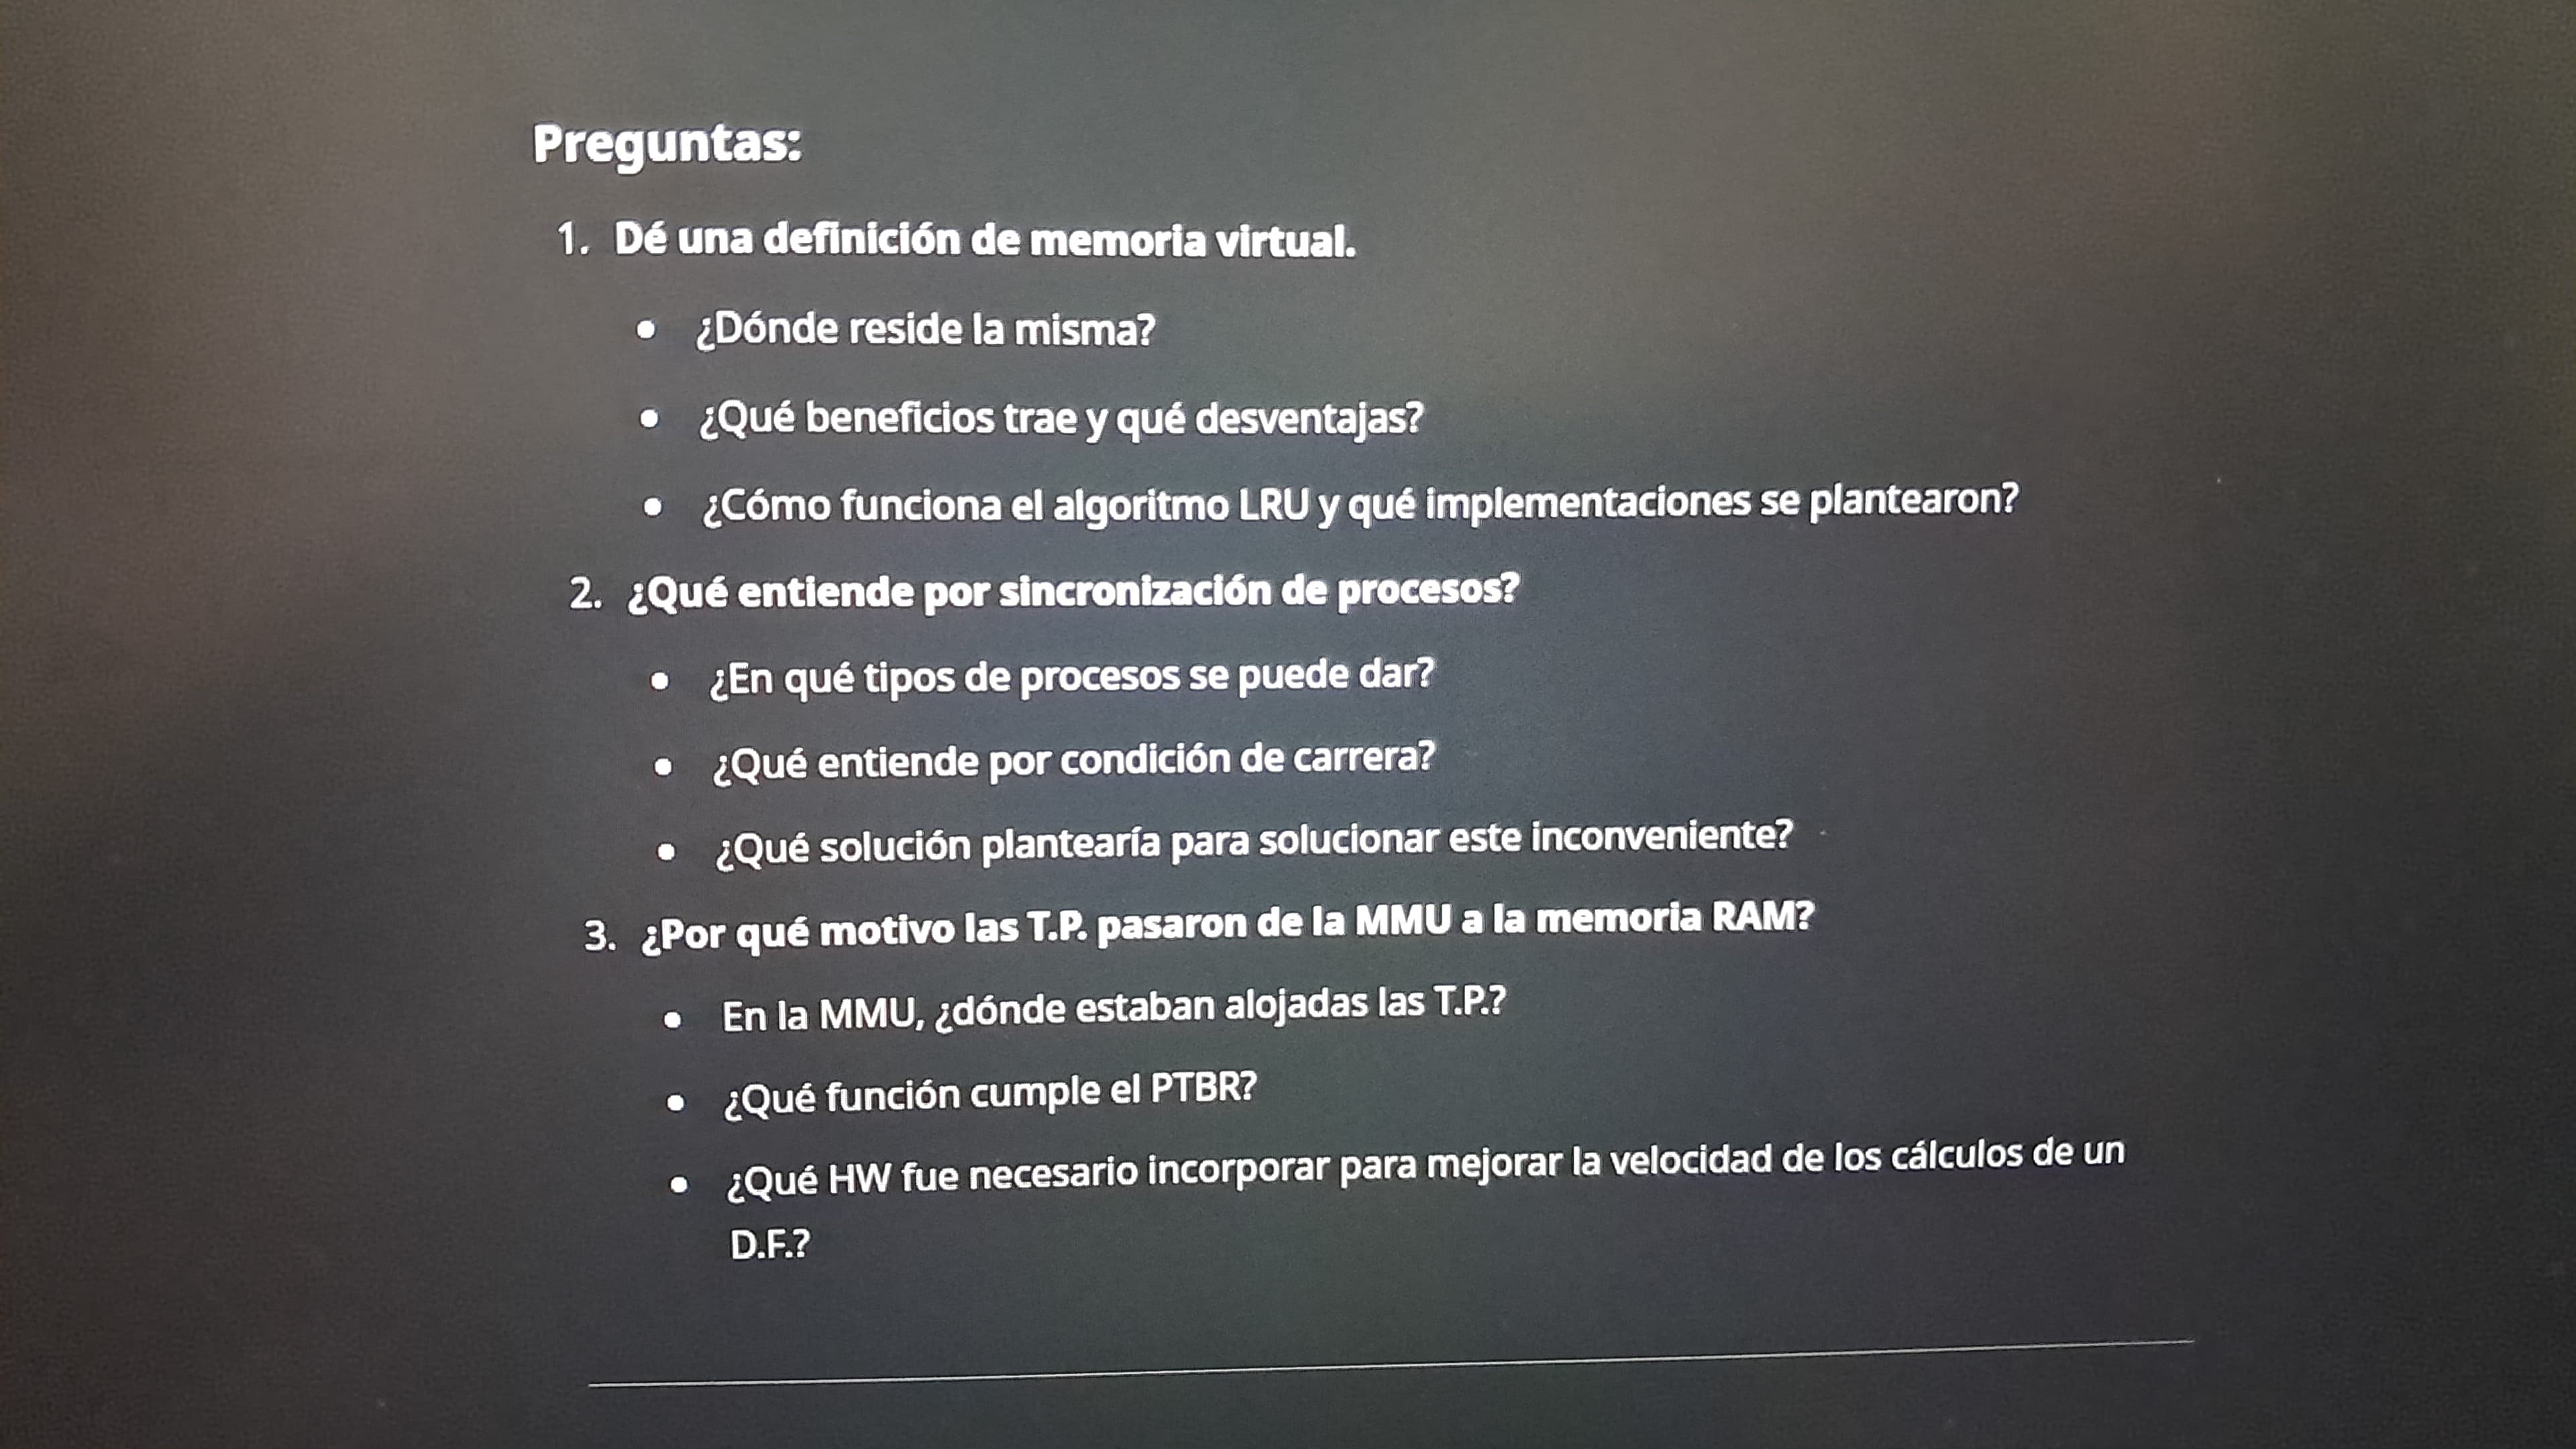 Preguntas:
1. Dé una definición de memoria virtual.
• ¿Dónde reside la misma?
• ¿Qué beneficios trae y qué desventajas?
• ¿Cómo funciona el algoritmo LRU y qué implementaciones se plantearon?
2. ¿Qué entiende por sincronización de procesos?
• ¿En qué tipos de procesos se puede dar?
• ¿Qué entiende por condición de carrera?
• ¿Qué solución plantearía para solucionar este inconveniente?
3. ¿Por qué motivo las T.P. pasaron de la MMU a la memoria RAM?
• En la MMU, ¿dónde estaban alojadas las T.P.?
• ¿Qué función cumple el PTBR?
• ¿Qué HW fue necesario incorporar para mejorar la velocidad de los cálculos de un
D.F.?